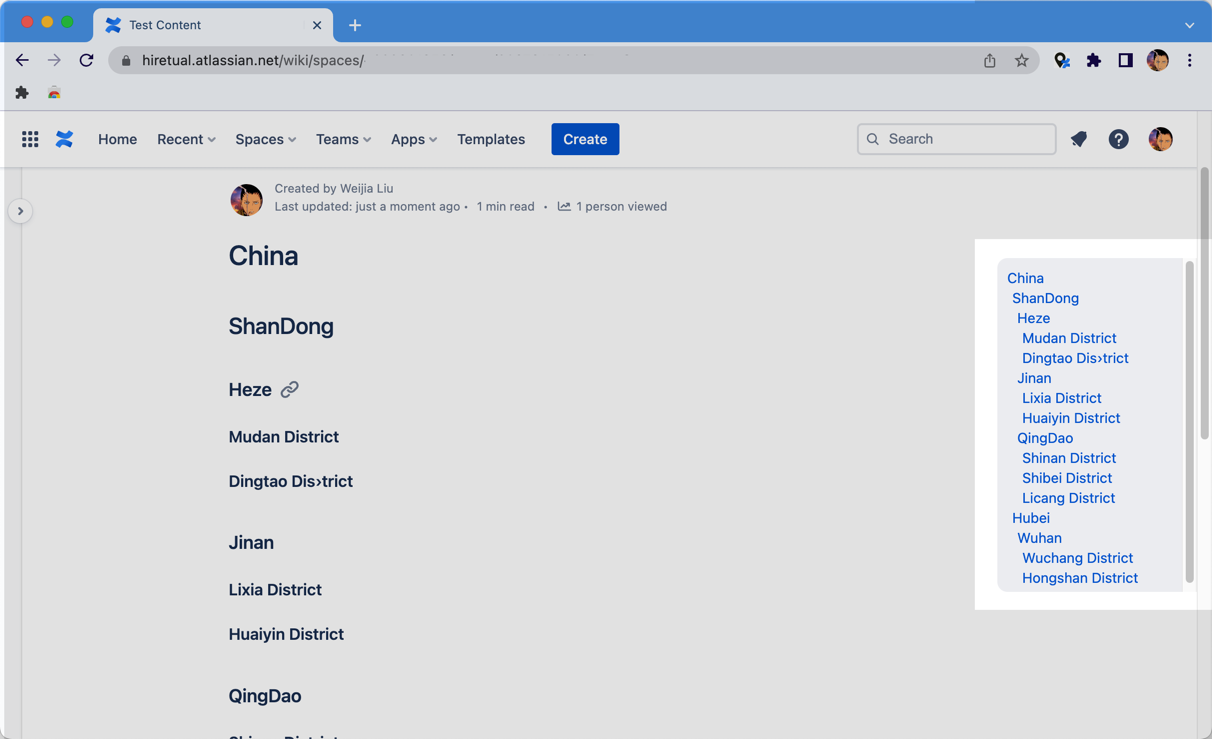 Test Content
hiretual.atlassian.net/wiki/spaces/
Home Recent Spaces Teams Apps Templates Create Search
Created by Weijia Liu
Last updated: just a moment ago • 1 min read • 1 person viewed
China
ShanDong
Heze
Mudan District
Dingtao Dis›trict
Jinan
Lixia District
Huaiyin District
QingDao
China
ShanDong
Heze
Mudan District
Dingtao Dis›trict
Jinan
Lixia District
Huaiyin District
QingDao
Shinan District
Shibei District
Licang District
Hubei
Wuhan
Wuchang District
Hongshan District